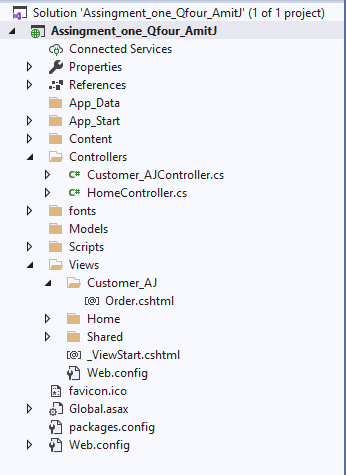 Solution 'Assingment_one_Qfour_AmitJ' (1 of 1 project)
Assingment_one_Qfour_AmitJ
Connected Services
Properties
References
App_Data
App_Start
Content
Controllers
C# Customer_AJController.cs
C# HomeController.cs
fonts
Models
Scripts
Views
Customer_AJ
[@] Order.cshtml
Home
Shared
[@] _ViewStart.cshtml
Web.config
favicon.ico
Global.asax
packages.config
Web.config